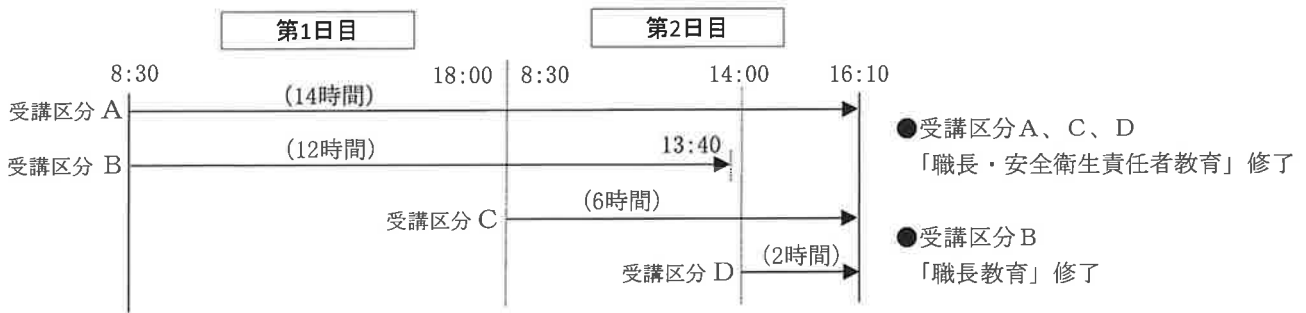 第1日目
第2日目
8:30
18:00
8:30
14:00
16:10
受講区分 A
(14時間)
受講区分 B
(12時間)
13:40
受講区分 C
(6時間)
受講区分 D
(2時間)
●受講区分A、C、D
「職長・安全衛生責任者教育」修了
●受講区分B
「職長教育」修了